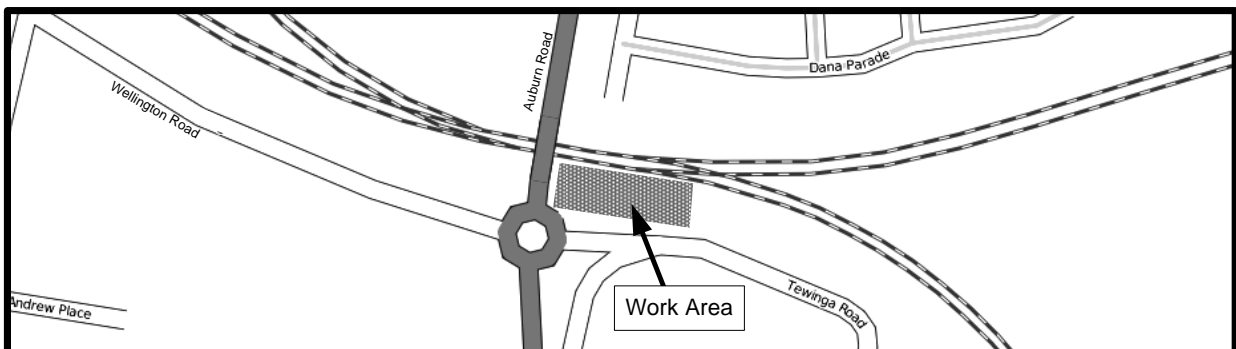 Auburn Road
Dana Parade
Wellington Road
Work Area
Tewinga Road
Andrew Place